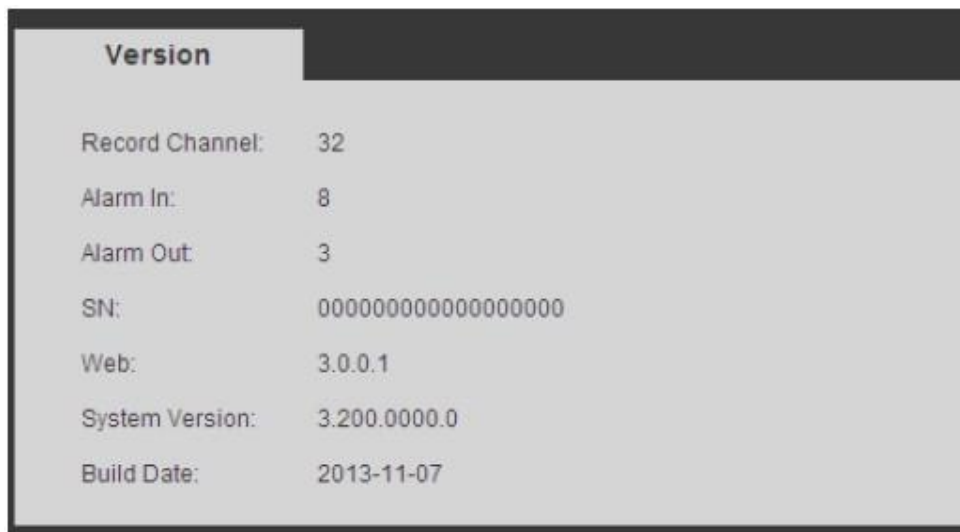 Version
Record Channel: 32
Alarm In: 8
Alarm Out: 3
SN: 000000000000000000
Web: 3.0.0.1
System Version: 3.200.0000.0
Build Date: 2013-11-07